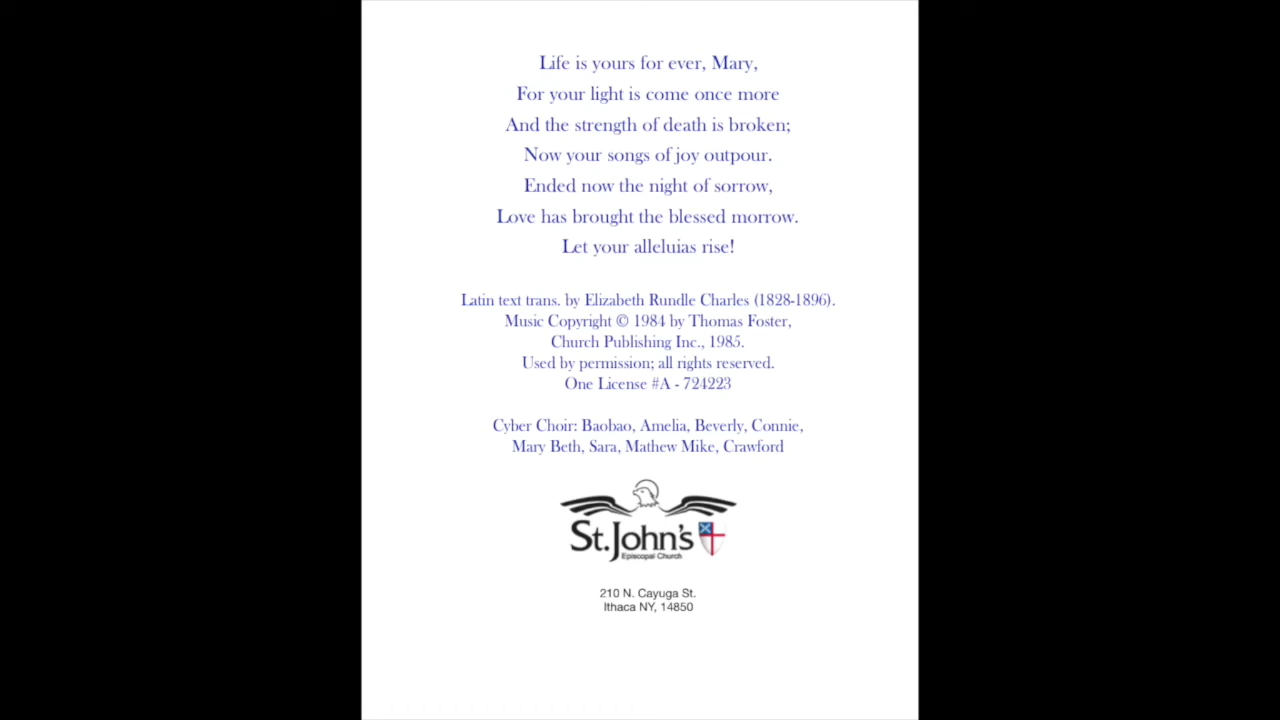 Life is yours for ever, Mary,
For your light is come once more
And the strength of death is broken;
Now your songs of joy outpour.
Ended now the night of sorrow,
Love has brought the blessed morrow.
Let your alleluias rise!
Latin text trans. by Elizabeth Rundle Charles (1828-1896).
Music Copyright © 1984 by Thomas Foster,
Church Publishing Inc., 1985.
Used by permission; all rights reserved.
One License #A - 724223
Cyber Choir: Baobao, Amelia, Beverly, Connie,
Mary Beth, Sara, Mathew Mike, Crawford
St. John's
Episcopal Church
210 N. Cayuga St.
Ithaca NY, 14850